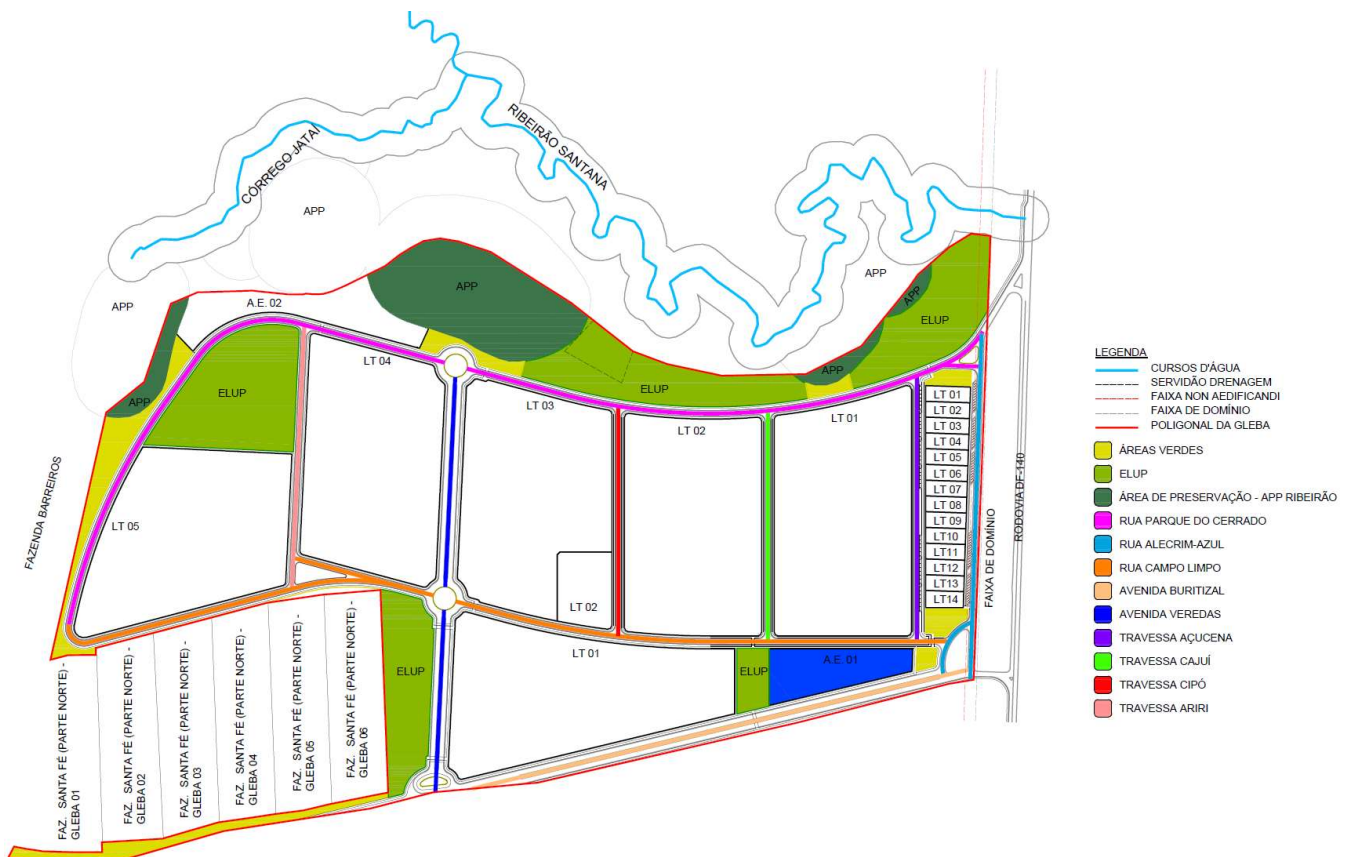 CÓRREGO JATAÍ
RIBEIRÃO SANTANA
APP
APP
APP
APP
APP
APP
APP
A.E. 02
ELUP
ELUP
ELUP
LT 04
LT 03
LT 02
LT 01
LT 05
LT 02
LT 01
ELUP
ELUP
A.E. 01
LT 01
LT 02
LT 03
LT 04
LT 05
LT 06
LT 07
LT 08
LT 09
LT10
LT11
LT12
LT13
LT14
FAIXA DE DOMÍNIO
RODOVIA DF-140
FAZENDA BARREIROS
FAZ. SANTA FÉ (PARTE NORTE) -
GLEBA 01
FAZ. SANTA FÉ (PARTE NORTE) -
GLEBA 02
FAZ. SANTA FÉ (PARTE NORTE) -
GLEBA 03
FAZ. SANTA FÉ (PARTE NORTE) -
GLEBA 04
FAZ. SANTA FÉ (PARTE NORTE) -
GLEBA 05
FAZ. SANTA FÉ (PARTE NORTE) -
GLEBA 06
LEGENDA
CURSOS D'ÁGUA
SERVIDÃO DRENAGEM
FAIXA NON AEDIFICANDI
FAIXA DE DOMÍNIO
POLIGONAL DA GLEBA
ÁREAS VERDES
ELUP
ÁREA DE PRESERVAÇÃO - APP RIBEIRÃO
RUA PARQUE DO CERRADO
RUA ALECRIM-AZUL
RUA CAMPO LIMPO
AVENIDA BURITIZAL
AVENIDA VEREDAS
TRAVESSA AÇUCENA
TRAVESSA CAJUÍ
TRAVESSA CIPÓ
TRAVESSA ARIRI